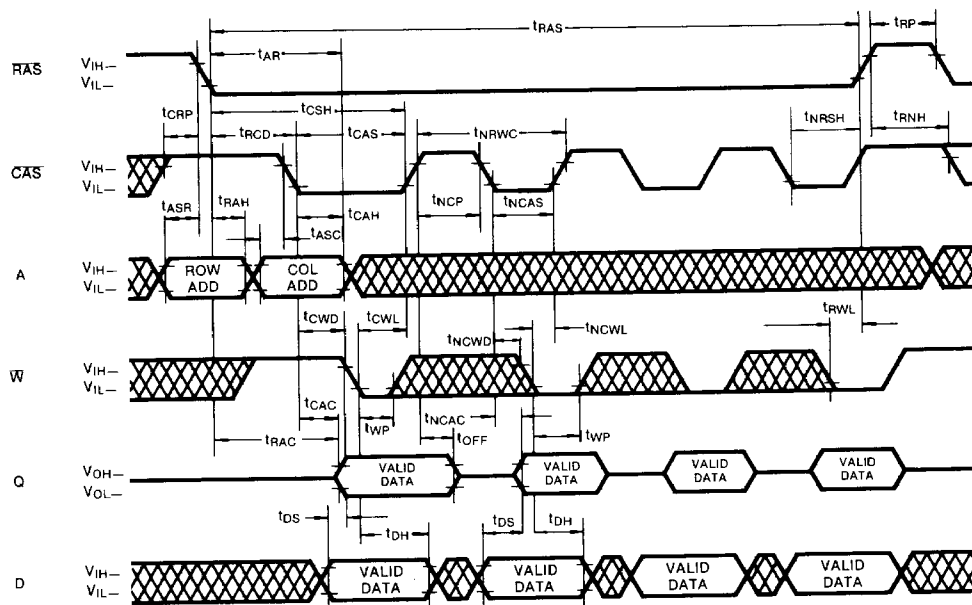 tRAS
tRP
tAR
RAS
VIH
VIL
tCRP
tCSH
tRCD
tCAS
tNRWC
tNRSH
tRNH
CAS
VIH
VIL
tASR
tRAH
tASC
tCAH
tNCP
tNCAS
A
VIH
VIL
ROW ADD
COL ADD
tCWD
tCWL
tNCWD
tNCWL
tRWL
W
VIH
VIL
tCAC
tRAC
tWP
tNCAC
tOFF
tWP
Q
VOH
VOL
VALID DATA
VALID DATA
VALID DATA
VALID DATA
tDS
tDH
tDS
tDH
D
VIH
VIL
VALID DATA
VALID DATA
VALID DATA
VALID DATA